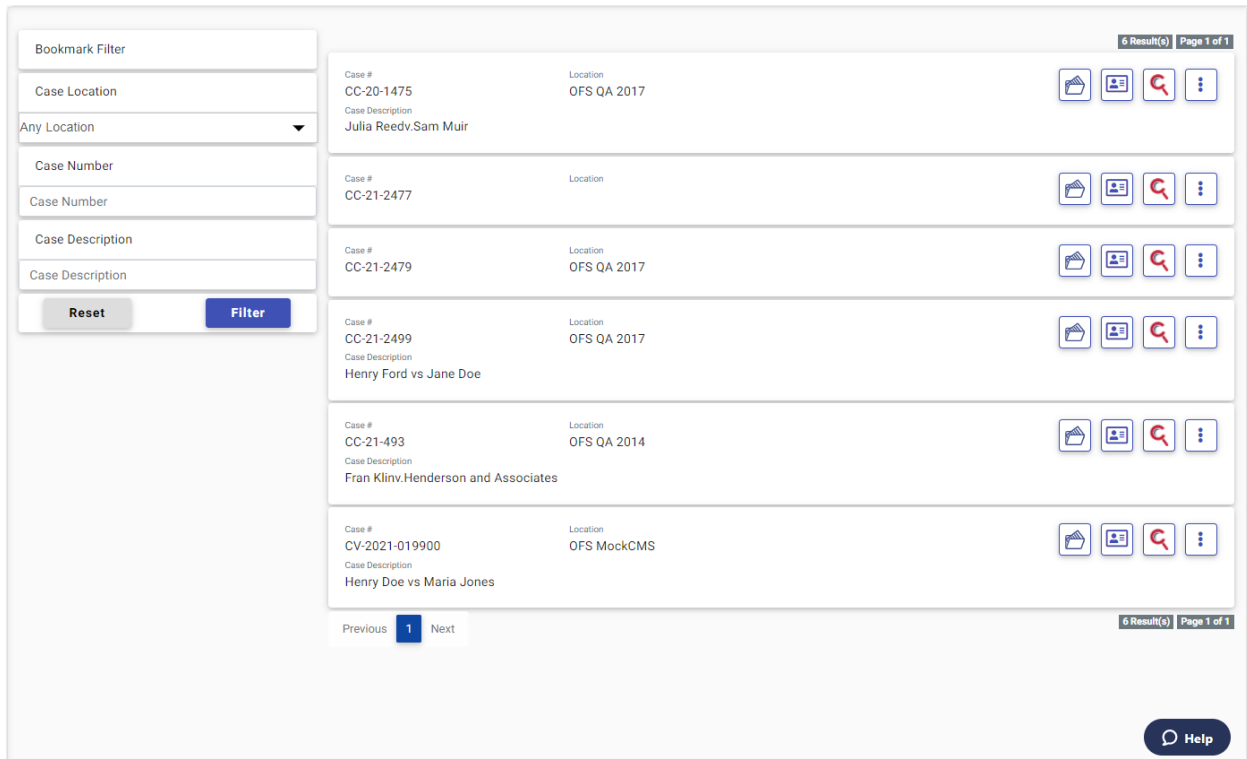 Bookmark Filter
Case Location
Any Location
Case Number
Case Number
Case Description
Case Description
Reset Filter
6 Result(s) Page 1 of 1
Case # Location
CC-20-1475 OFS QA 2017
Case Description
Julia Reedv.Sam Muir
Case # Location
CC-21-2477
Case # Location
CC-21-2479 OFS QA 2017
Case # Location
CC-21-2499 OFS QA 2017
Case Description
Henry Ford vs Jane Doe
Case # Location
CC-21-493 OFS QA 2014
Case Description
Fran Klinv.Henderson and Associates
Case # Location
CV-2021-019900 OFS MockCMS
Case Description
Henry Doe vs Maria Jones
Previous 1 Next
6 Result(s) Page 1 of 1
Help